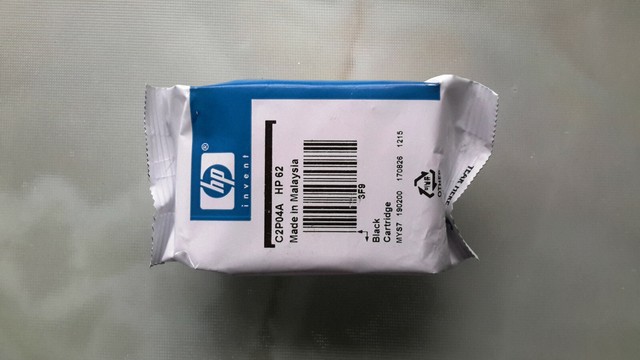 hp®
invent
C2P04A HP 62
Made in Malaysia
3F9
Black
Cartridge
MYS7 190200 170826 1215
TEAR HERE